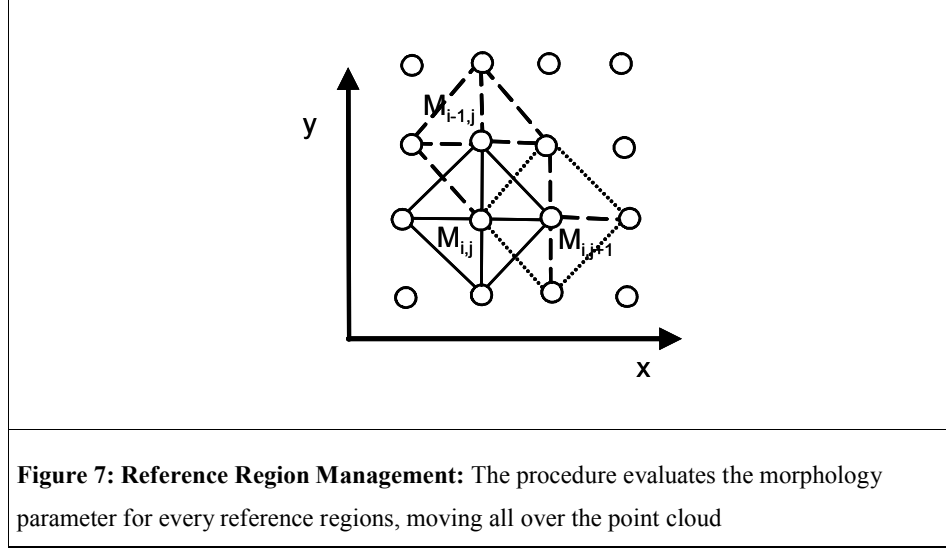 y
M_{i-1,j}
M_{i,j}
M_{i,j+1}
x
Figure 7: Reference Region Management: The procedure evaluates the morphology
parameter for every reference regions, moving all over the point cloud